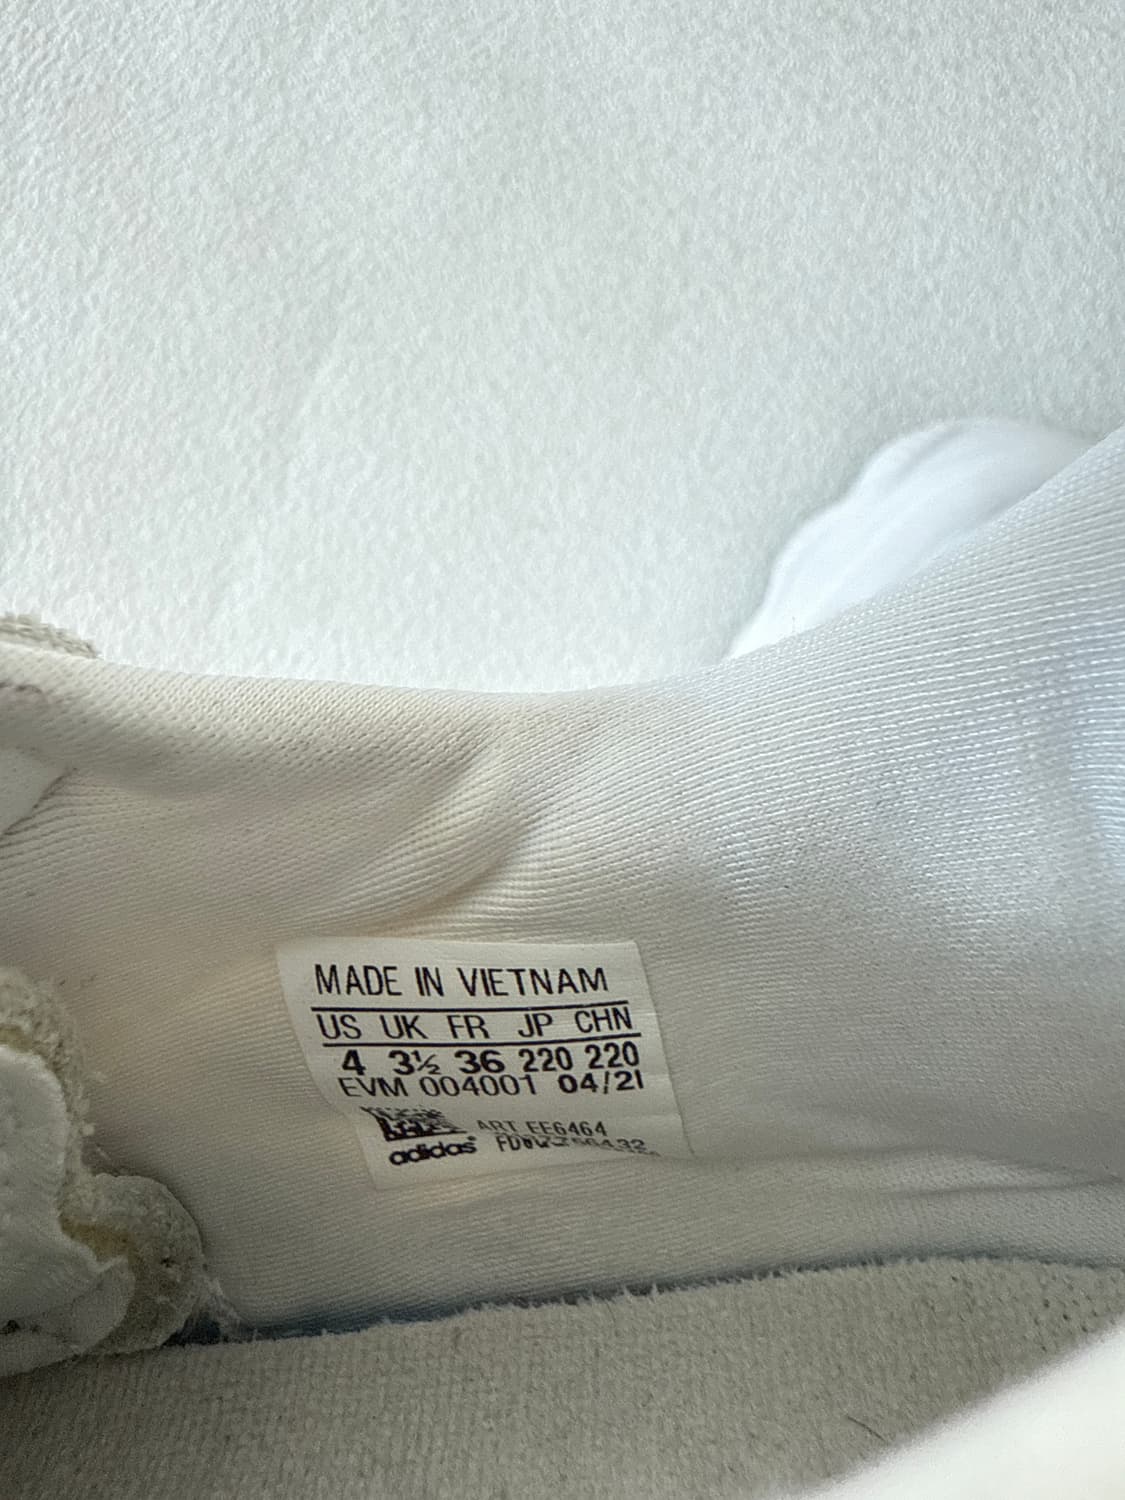 MADE IN VIETNAM
US UK FR JP CHN
4 3½ 36 220 220
EVM 004001 04/21
ART EE6464
adidas